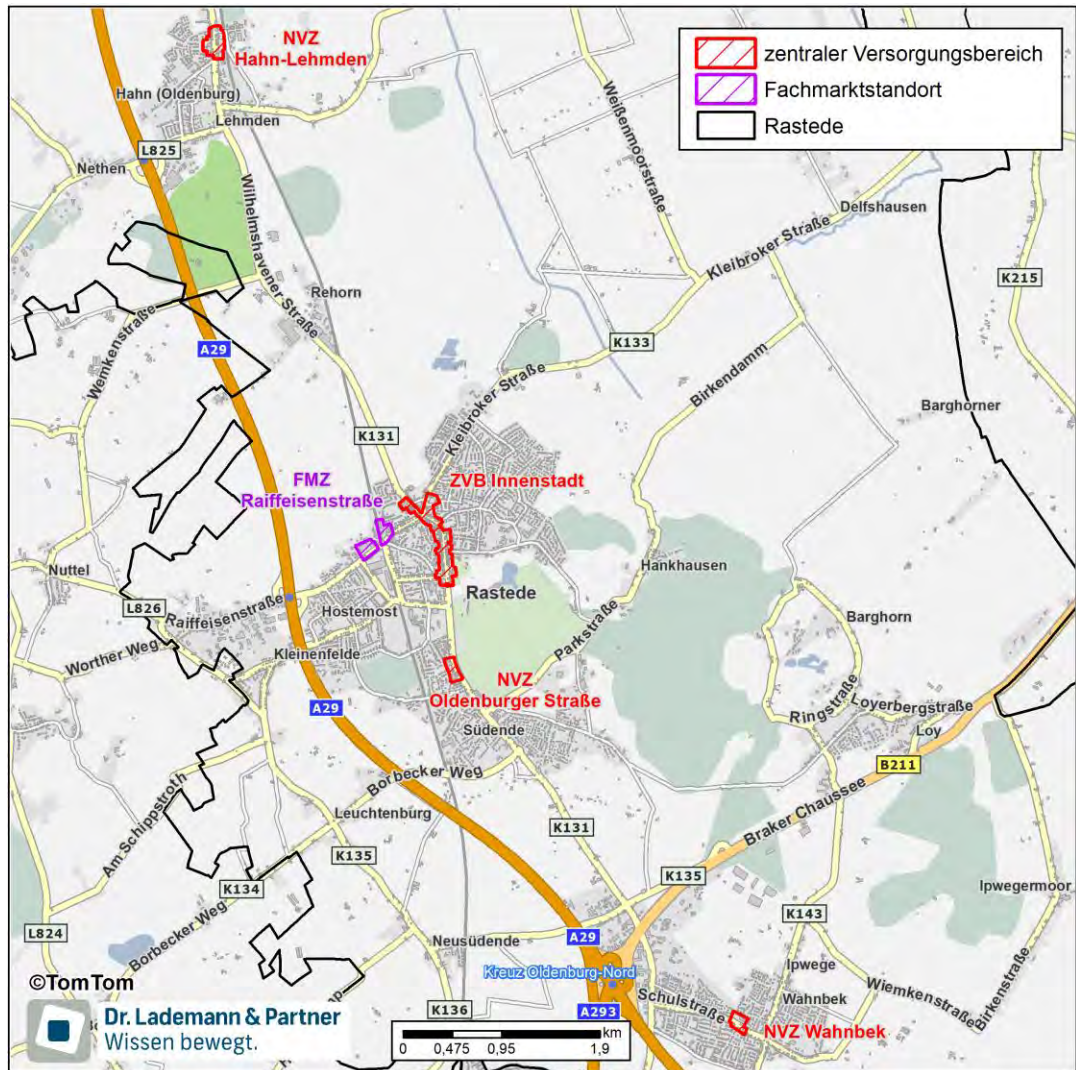 zentraler Versorgungsbereich
Fachmarktstandort
Rastede
NVZ
Hahn-Lehmden
Hahn (Oldenburg)
Lehmden
L825
Nethen
Wilhelmshavener Straße
Weißenmoorstraße
Delfshausen
Kleibroker Straße
K215
Rehorn
Wemkenstraße
A29
K133
Kleibroker Straße
Birkendamm
Barghorner
K131
FMZ
Raiffeisenstraße
ZVB Innenstadt
Nuttel
L826
Raiffeisenstraße
Hostemost
Rastede
Hankhausen
Parkstraße
Barghorn
Worther Weg
Kleinenfelde
NVZ
Oldenburger Straße
Ringstraße
Loyerbergstraße
Loy
A29
Südende
B211
Borbecker Weg
Am Schippstroth
Leuchtenburg
K131
Braker Chaussee
K135
K135
K134
Ipwegermoor
L824
Borbecker Weg
K143
Neusüdende
A29
Ipwege
Kreuz Oldenburg-Nord
Wiemkenstraße
Birkenstraße
Schulstraße
Wahnbek
K136
A293
NVZ Wahnbek
©TomTom
Dr. Lademann & Partner
Wissen bewegt.
km
0 0,475 0,95 1,9